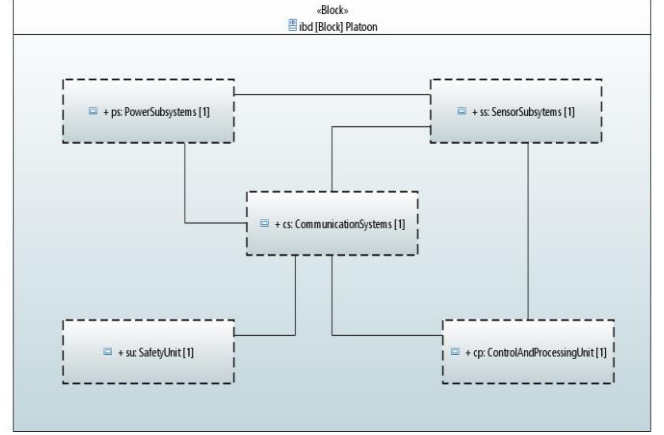 «Block»
ibd [Block] Platoon
+ ps: PowerSubsystems [1]
+ ss: SensorSubsytems [1]
+ cs: CommunicationSystems [1]
+ su: SafetyUnit [1]
+ cp: ControlAndProcessingUnit [1]